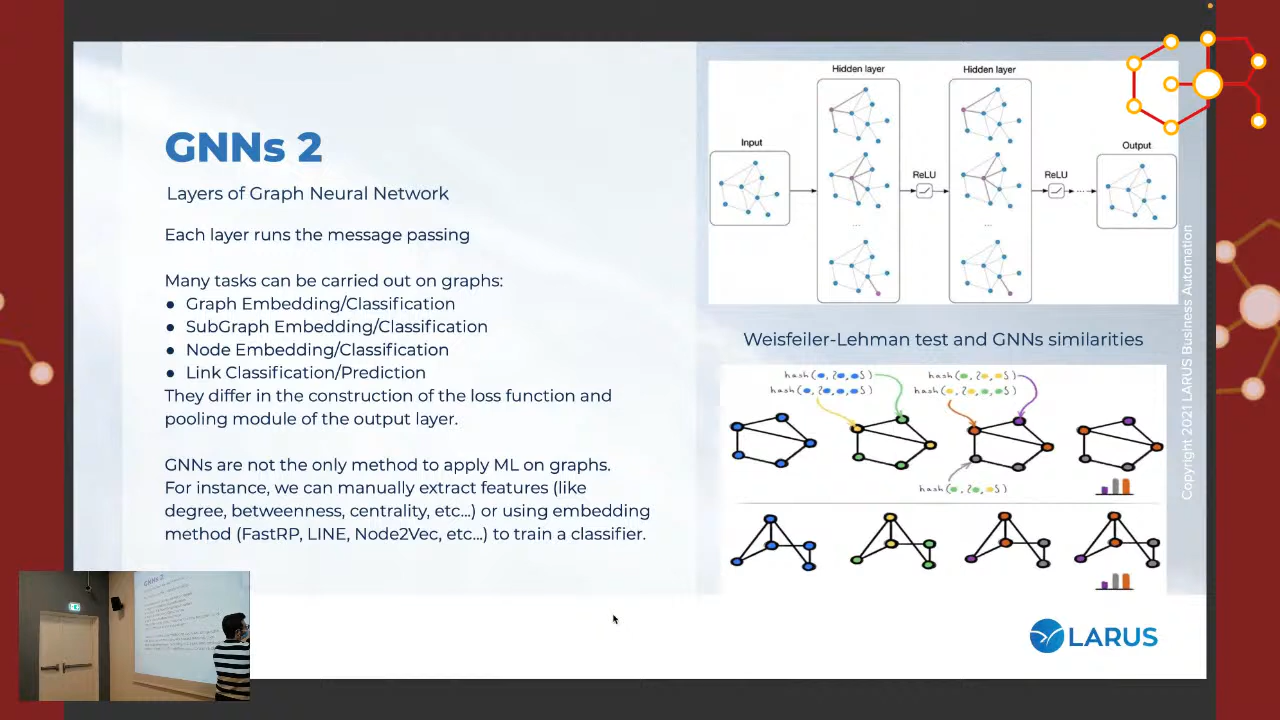 GNNs 2
Layers of Graph Neural Network
Each layer runs the message passing
Many tasks can be carried out on graphs:
● Graph Embedding/Classification
● SubGraph Embedding/Classification
● Node Embedding/Classification
● Link Classification/Prediction
They differ in the construction of the loss function and
pooling module of the output layer.
GNNs are not the only method to apply ML on graphs.
For instance, we can manually extract features (like
degree, betweenness, centrality, etc...) or using embedding
method (FastRP, LINE, Node2Vec, etc...) to train a classifier.
Hidden layer
Hidden layer
Input
Output
ReLU
ReLU
...
...
Weisfeiler-Lehman test and GNNs similarities
hash(
hash(
hash(
hash(
hash(
Copyright 2021 LARUS Business Automation
LARUS
GNNs 2